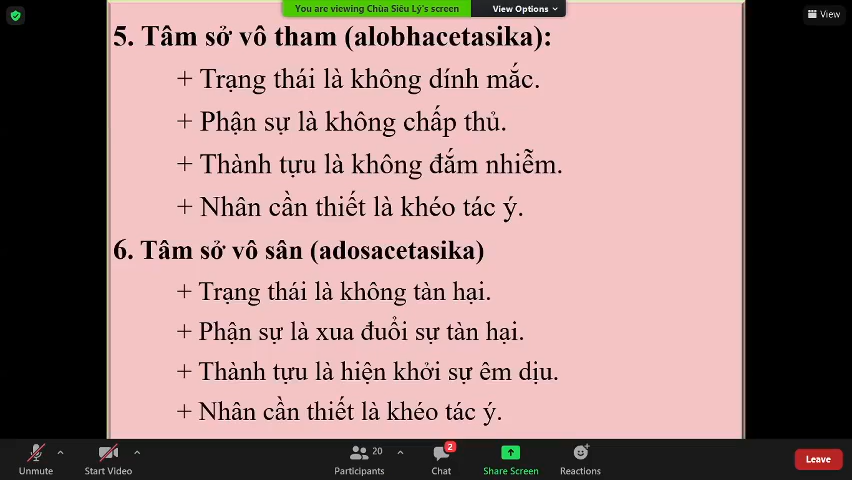 You are viewing Chùa Siêu Lý's screen
View Options
View
5. Tâm sở vô tham (alobhacetasika):
+ Trạng thái là không dính mắc.
+ Phận sự là không chấp thủ.
+ Thành tựu là không đắm nhiễm.
+ Nhân cần thiết là khéo tác ý.
6. Tâm sở vô sân (adosacetasika)
+ Trạng thái là không tàn hại.
+ Phận sự là xua đuổi sự tàn hại.
+ Thành tựu là hiện khởi sự êm dịu.
+ Nhân cần thiết là khéo tác ý.
20
2
Unmute
Start Video
Participants
Chat
Share Screen
Reactions
Leave